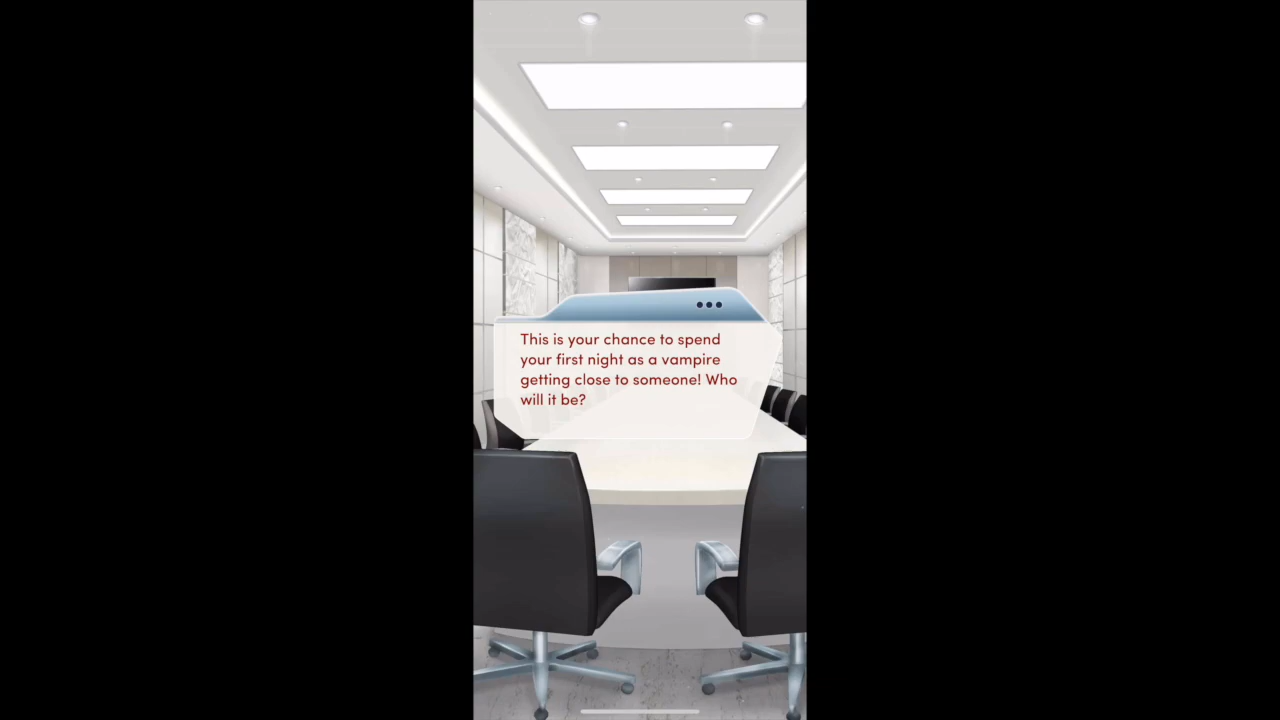 This is your chance to spend
your first night as a vampire
getting close to someone! Who
will it be?